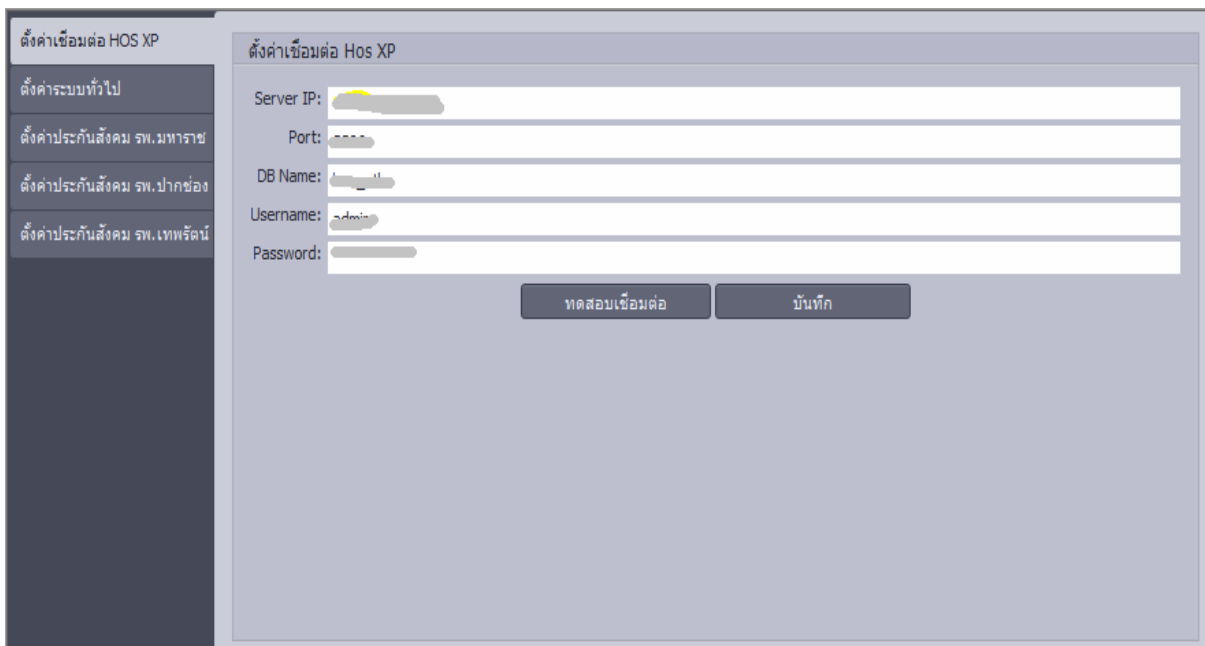 ตั้งค่าเชื่อมต่อ HOS XP
ตั้งค่าระบบทั่วไป
ตั้งค่าประกันสังคม รพ.มหาราช
ตั้งค่าประกันสังคม รพ.ปากช่อง
ตั้งค่าประกันสังคม รพ.เทพรัตน์
ตั้งค่าเชื่อมต่อ Hos XP
Server IP:
Port:
DB Name:
Username:
Password:
ทดสอบเชื่อมต่อ
บันทึก